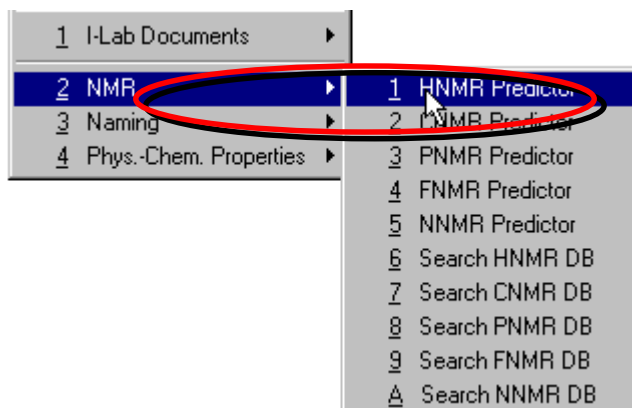 1 I-Lab Documents
2 NMR
3 Naming
4 Phys.-Chem. Properties
1 HNMR Predictor
2 CNMR Predictor
3 PNMR Predictor
4 FNMR Predictor
5 NNMR Predictor
6 Search HNMR DB
7 Search CNMR DB
8 Search PNMR DB
9 Search FNMR DB
A Search NNMR DB